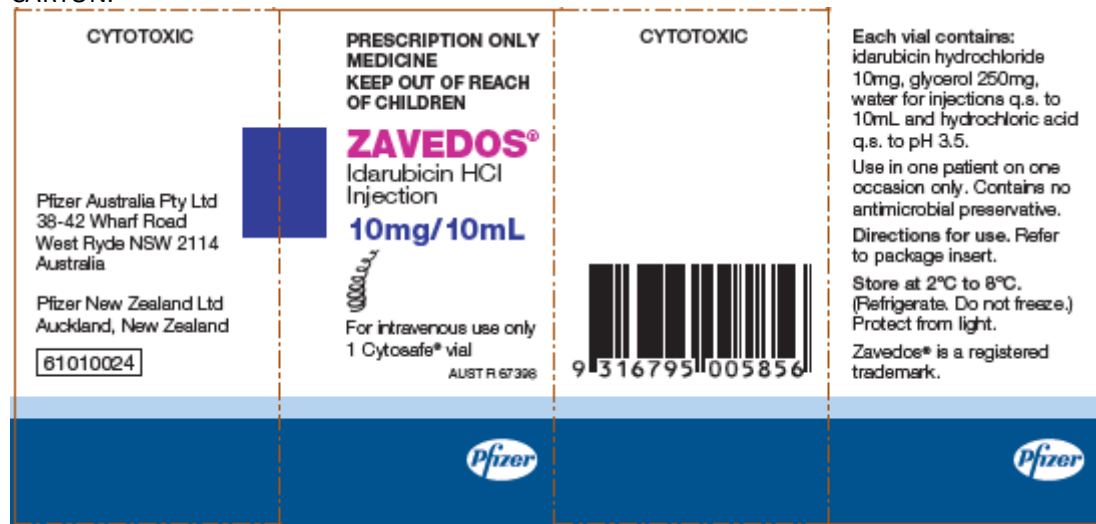 CARTON:
CYTOTOXIC
Pfizer Australia Pty Ltd
38-42 Wharf Road
West Ryde NSW 2114
Australia
Pfizer New Zealand Ltd
Auckland, New Zealand
61010024
PRESCRIPTION ONLY
MEDICINE
KEEP OUT OF REACH
OF CHILDREN
ZAVEDOS®
Idarubicin HCl
Injection
10mg/10mL
For intravenous use only
1 Cytosafe® vial
AUST R 67396
Pfizer
CYTOTOXIC
9 316795 005856
Each vial contains:
idarubicin hydrochloride
10mg, glycerol 250mg,
water for injections q.s. to
10mL and hydrochloric acid
q.s. to pH 3.5.
Use in one patient on one
occasion only. Contains no
antimicrobial preservative.
Directions for use. Refer
to package insert.
Store at 2°C to 8°C.
(Refrigerate. Do not freeze.)
Protect from light.
Zavedos® is a registered
trademark.
Pfizer